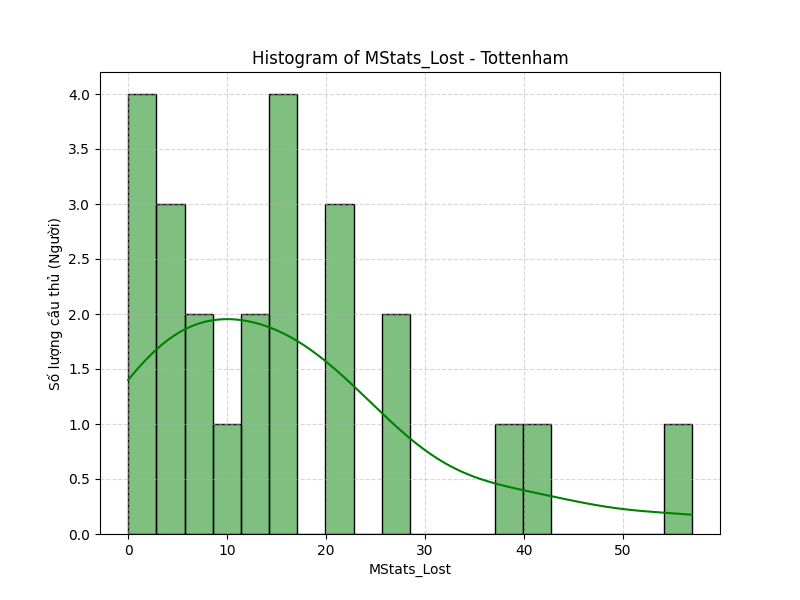 Histogram of MStats_Lost - Tottenham
Số lượng cầu thủ (Người)
4.0
3.5
3.0
2.5
2.0
1.5
1.0
0.5
0.0
0 10 20 30 40 50
MStats_Lost